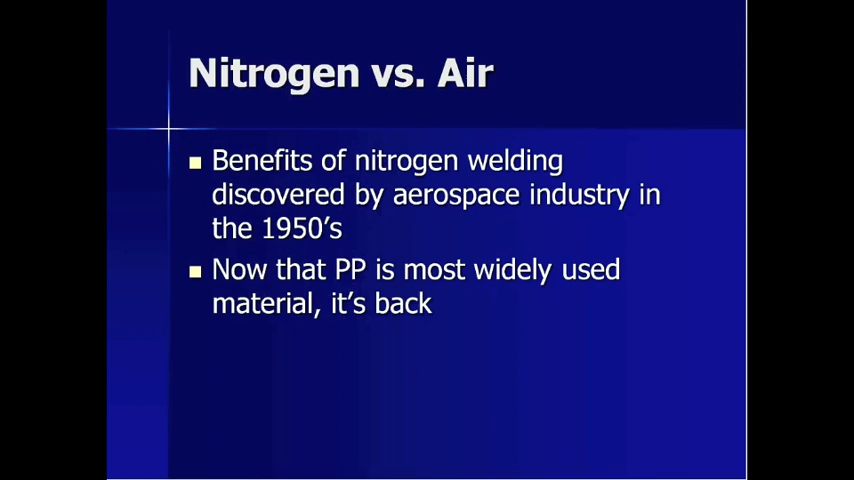 Nitrogen vs. Air
Benefits of nitrogen welding
discovered by aerospace industry in
the 1950's
Now that PP is most widely used
material, it's back